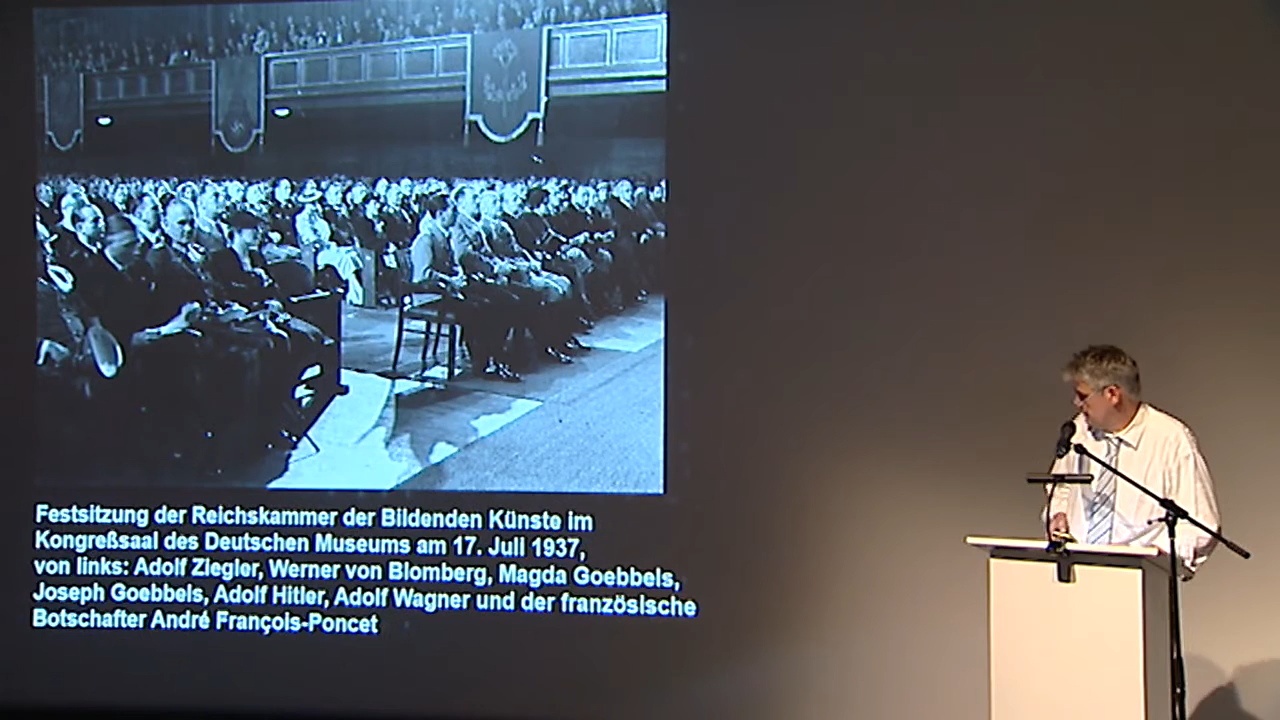 Festsitzung der Reichskammer der Bildenden Künste im
Kongreßsaal des Deutschen Museums am 17. Juli 1937,
von links: Adolf Ziegler, Werner von Blomberg, Magda Goebbels,
Joseph Goebbels, Adolf Hitler, Adolf Wagner und der französische
Botschafter André François-Poncet